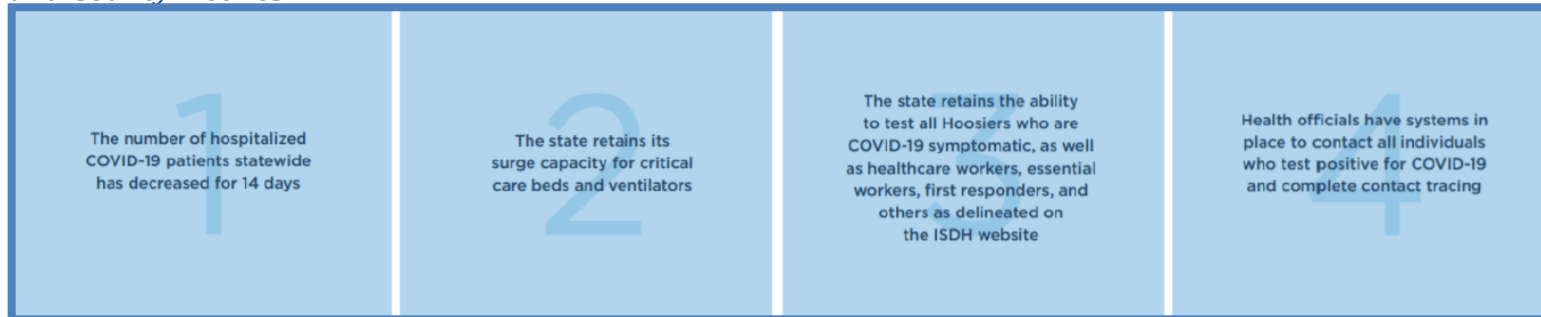 1
The number of hospitalized
COVID-19 patients statewide
has decreased for 14 days
2
The state retains its
surge capacity for critical
care beds and ventilators
3
The state retains the ability
to test all Hoosiers who are
COVID-19 symptomatic, as well
as healthcare workers, essential
workers, first responders, and
others as delineated on
the ISDH website
4
Health officials have systems in
place to contact all individuals
who test positive for COVID-19
and complete contact tracing